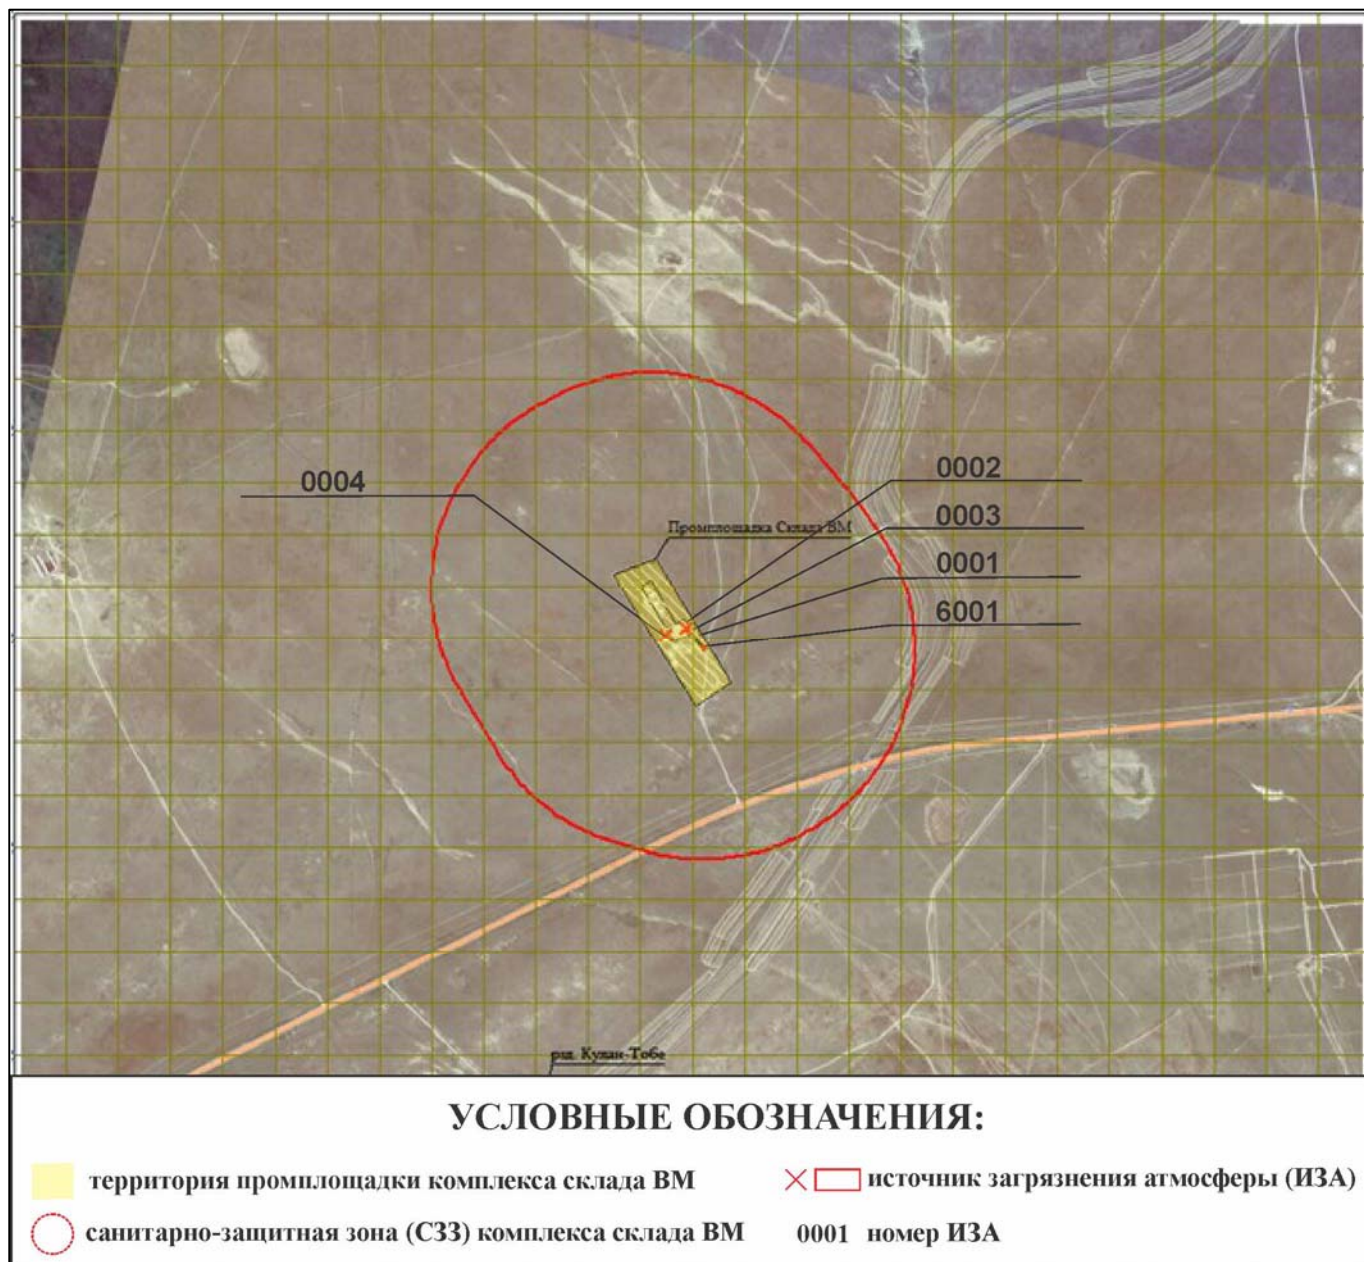 0004
0002
0003
Промплощадка Склада ВМ
0001
6001
рзд. Кулан-Тобе
УСЛОВНЫЕ ОБОЗНАЧЕНИЯ:
территория промплощадки комплекса склада ВМ
источник загрязнения атмосферы (ИЗА)
санитарно-защитная зона (СЗЗ) комплекса склада ВМ
0001 номер ИЗА